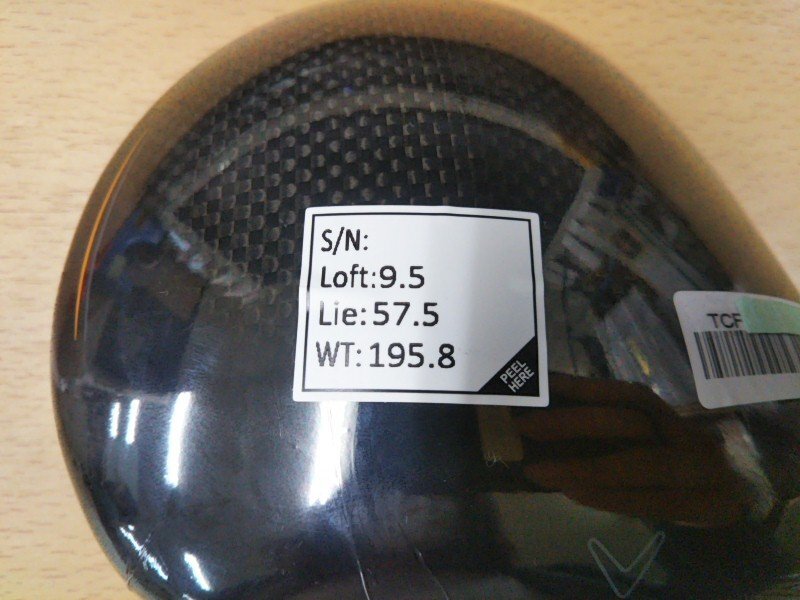 S/N:
Loft:9.5
Lie: 57.5
WT: 195.8
PEEL
HERE
TCF